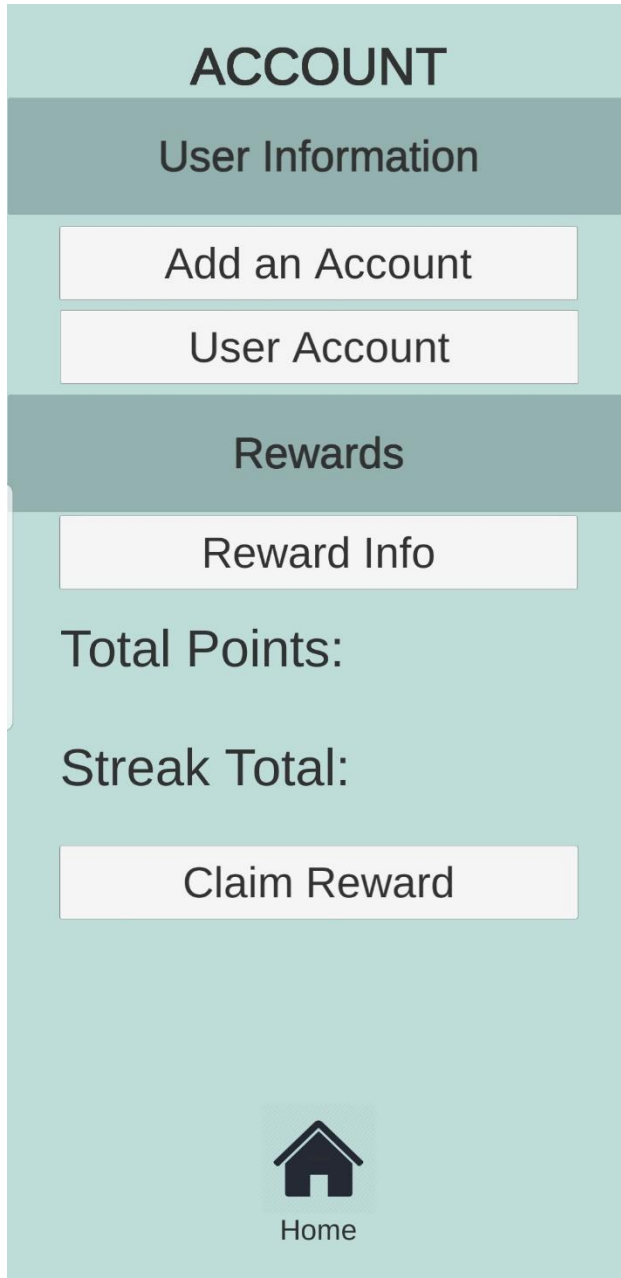 ACCOUNT
User Information
Add an Account
User Account
Rewards
Reward Info
Total Points:
Streak Total:
Claim Reward
Home